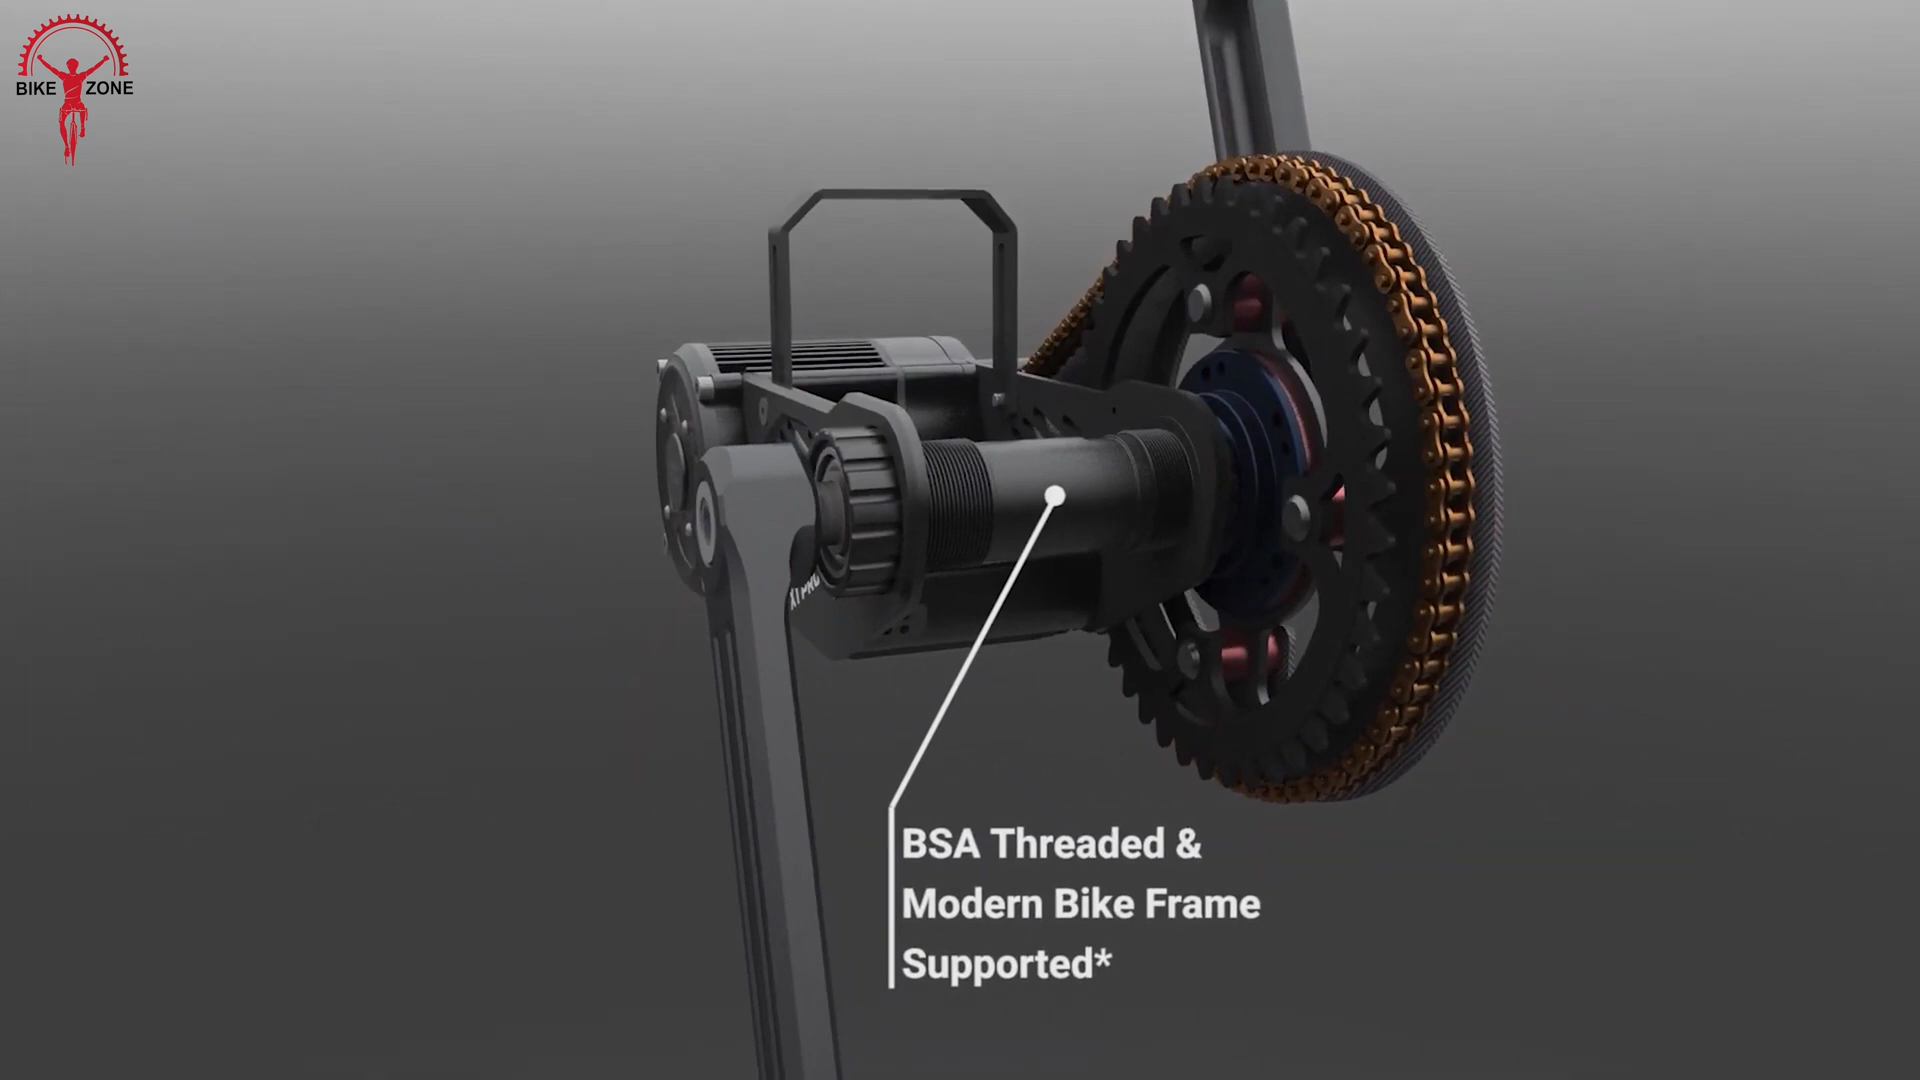 BIKE ZONE
BSA Threaded &
Modern Bike Frame
Supported*